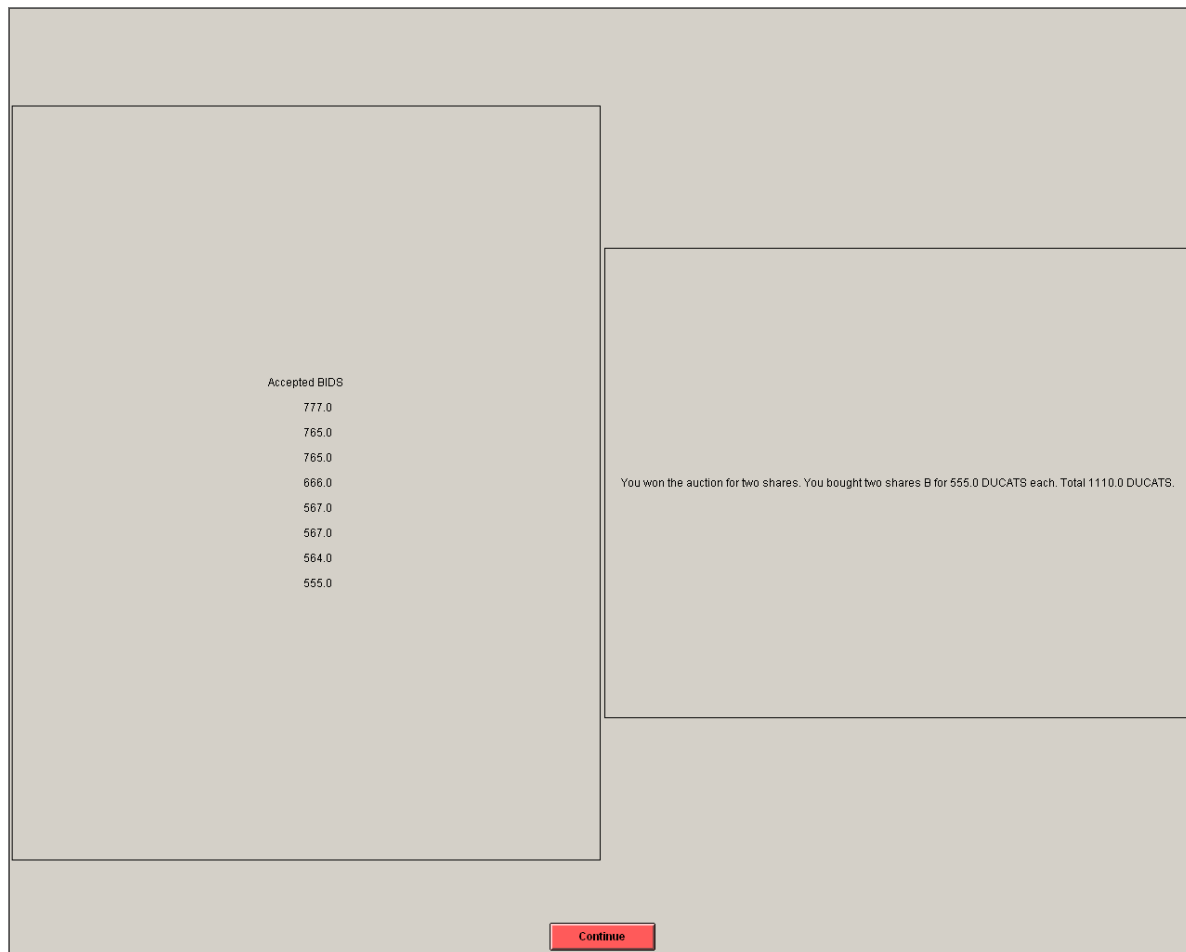 Accepted BIDS
777.0
765.0
765.0
666.0
567.0
567.0
564.0
555.0
You won the auction for two shares. You bought two shares B for 555.0 DUCATS each. Total 1110.0 DUCATS.
Continue